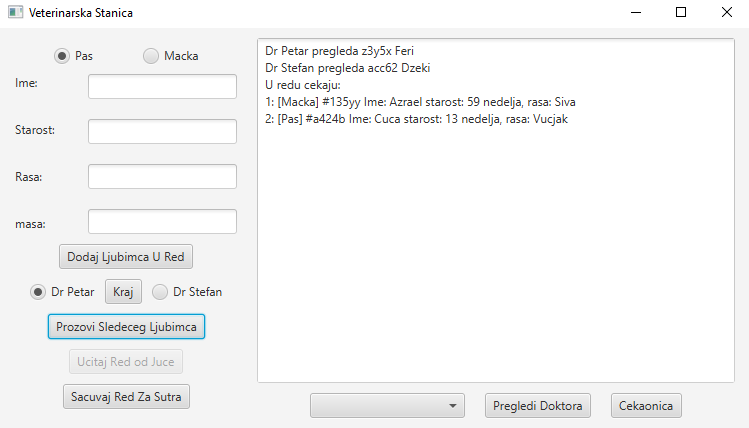 Veterinarska Stanica
Pas
Macka
Ime:
Starost:
Rasa:
masa:
Dodaj Ljubimca U Red
Dr Petar
Kraj
Dr Stefan
Prozovi Sledeceg Ljubimca
Ucitaj Red od Juce
Sacuvaj Red Za Sutra
Dr Petar pregleda z3y5x Feri
Dr Stefan pregleda acc62 Dzeki
U redu cekaju:
1: [Macka] #135yy Ime: Azrael starost: 59 nedelja, rasa: Siva
2: [Pas] #a424b Ime: Cuca starost: 13 nedelja, rasa: Vucjak
Pregledi Doktora
Cekaonica